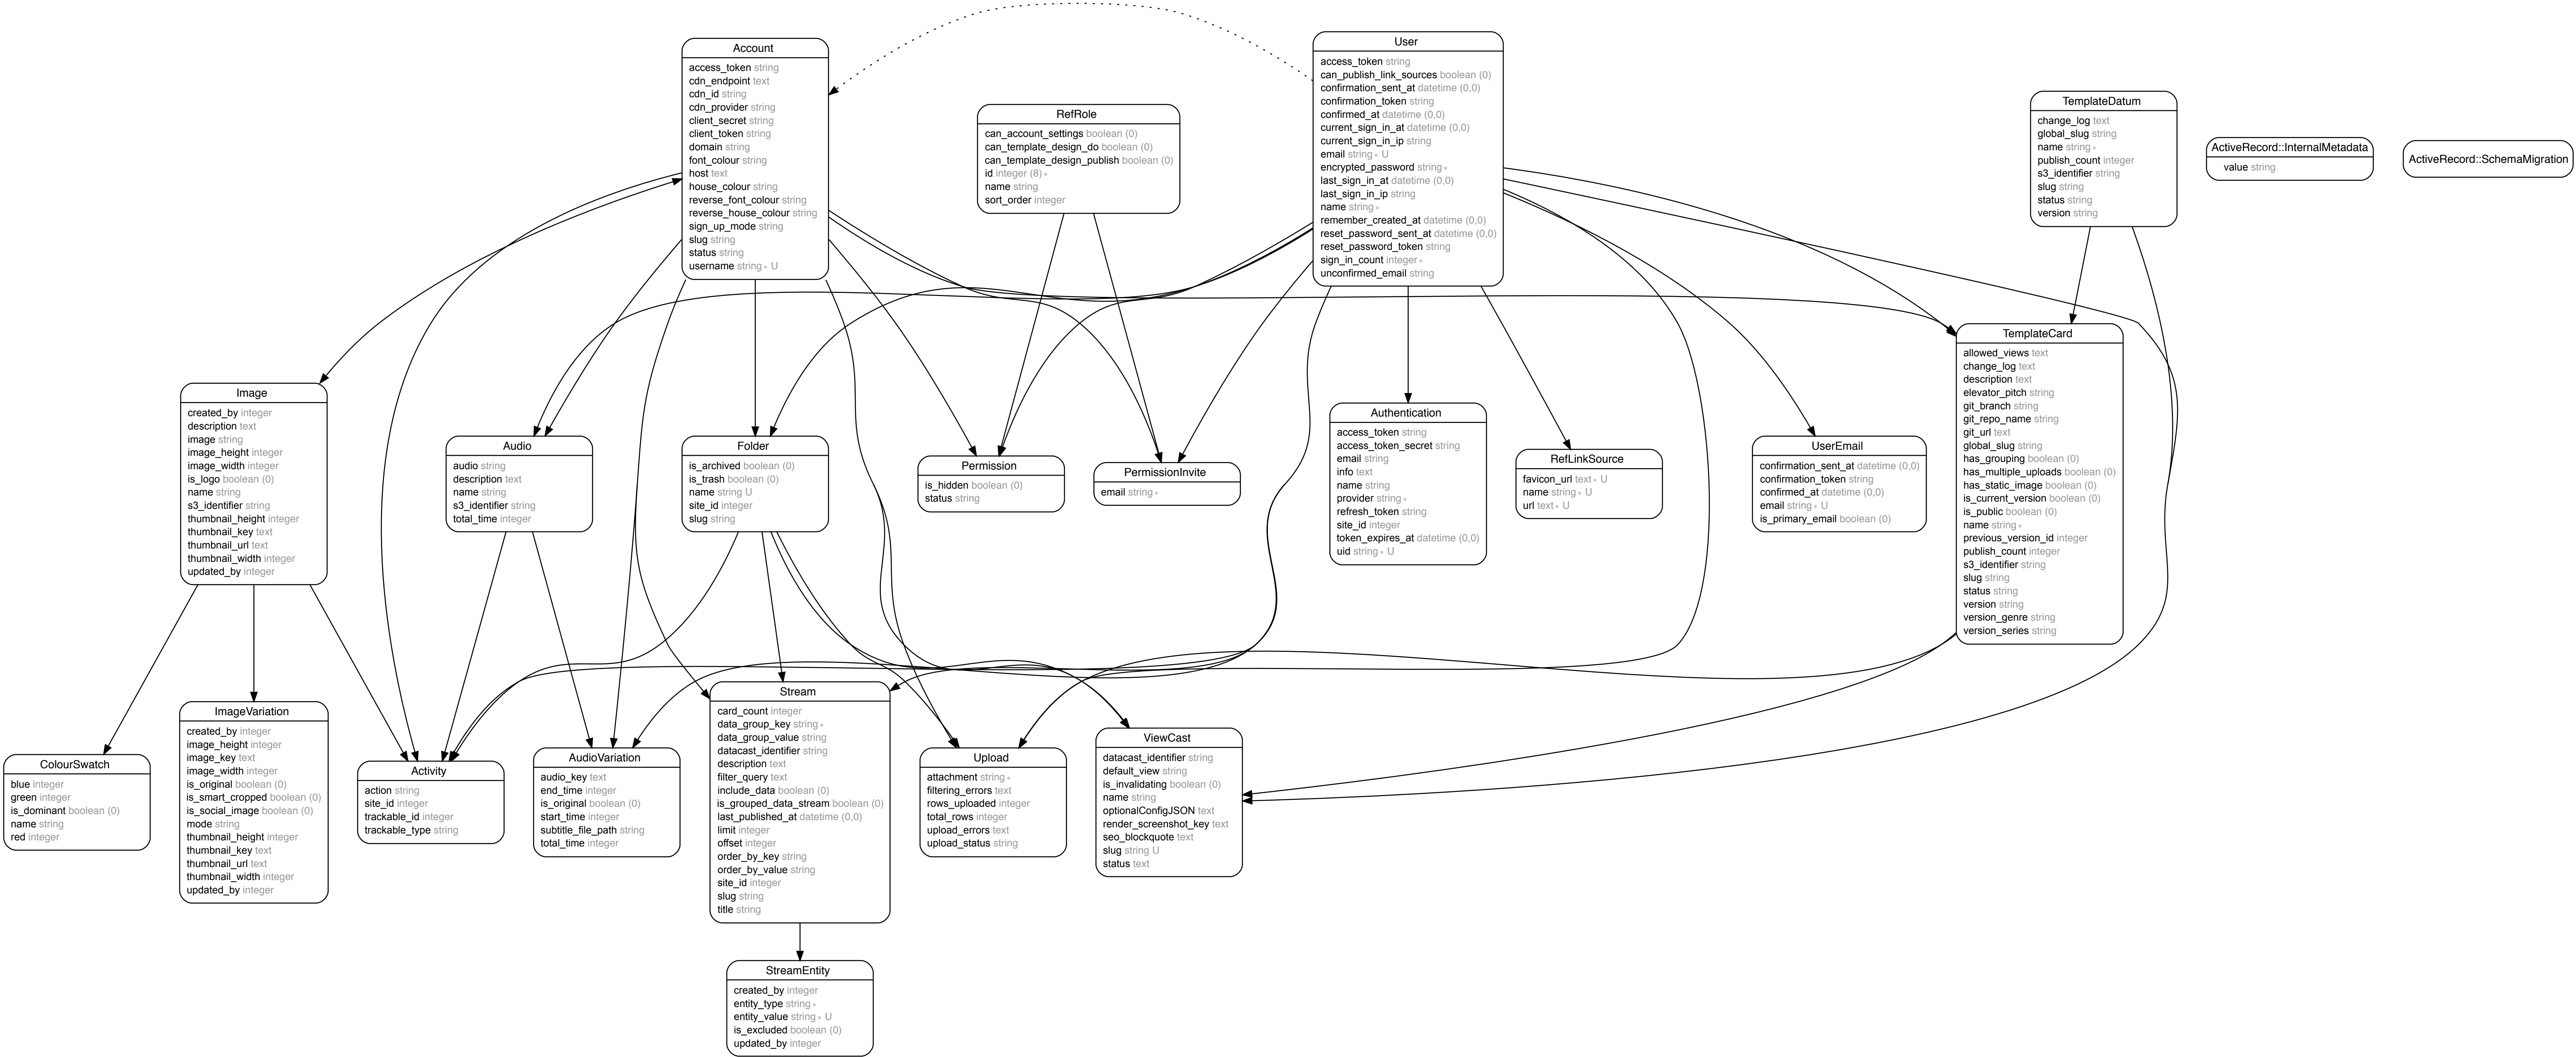 Account
access_token string
cdn_endpoint text
cdn_id string
cdn_provider string
client_secret string
client_token string
domain string
font_colour string
host text
house_colour string
reverse_font_colour string
reverse_house_colour string
sign_up_mode string
slug string
status string
username string∗ U
RefRole
can_account_settings boolean (0)
can_template_design_do boolean (0)
can_template_design_publish boolean (0)
id integer (8)∗
name string
sort_order integer
User
access_token string
can_publish_link_sources boolean (0)
confirmation_sent_at datetime (0,0)
confirmation_token string
confirmed_at datetime (0,0)
current_sign_in_at datetime (0,0)
current_sign_in_ip string
email string∗ U
encrypted_password string∗
last_sign_in_at datetime (0,0)
last_sign_in_ip string
name string∗
remember_created_at datetime (0,0)
reset_password_sent_at datetime (0,0)
reset_password_token string
sign_in_count integer∗
unconfirmed_email string
TemplateDatum
change_log text
global_slug string
name string∗
publish_count integer
s3_identifier string
slug string
status string
version string
ActiveRecord::InternalMetadata
value string
ActiveRecord::SchemaMigration
Image
created_by integer
description text
image string
image_height integer
image_width integer
is_logo boolean (0)
name string
s3_identifier string
thumbnail_height integer
thumbnail_key text
thumbnail_url text
thumbnail_width integer
updated_by integer
Audio
audio string
description text
name string
s3_identifier string
total_time integer
Folder
is_archived boolean (0)
is_trash boolean (0)
name string U
site_id integer
slug string
Permission
is_hidden boolean (0)
status string
PermissionInvite
email string∗
Authentication
access_token string
access_token_secret string
email string
info text
name string
provider string∗
refresh_token string
site_id integer
token_expires_at datetime (0,0)
uid string∗ U
RefLinkSource
favicon_url text∗ U
name string∗ U
url text∗ U
UserEmail
confirmation_sent_at datetime (0,0)
confirmation_token string
confirmed_at datetime (0,0)
email string∗ U
is_primary_email boolean (0)
TemplateCard
allowed_views text
change_log text
description text
elevator_pitch string
git_branch string
git_repo_name string
git_url text
global_slug string
has_grouping boolean (0)
has_multiple_uploads boolean (0)
has_static_image boolean (0)
is_current_version boolean (0)
is_public boolean (0)
name string∗
previous_version_id integer
publish_count integer
s3_identifier string
slug string
status string
version string
version_genre string
version_series string
ColourSwatch
blue integer
green integer
is_dominant boolean (0)
name string
red integer
ImageVariation
created_by integer
image_height integer
image_key text
image_width integer
is_original boolean (0)
is_smart_cropped boolean (0)
is_social_image boolean (0)
mode string
thumbnail_height integer
thumbnail_key text
thumbnail_url text
thumbnail_width integer
updated_by integer
Activity
action string
site_id integer
trackable_id integer
trackable_type string
AudioVariation
audio_key text
end_time integer
is_original boolean (0)
start_time integer
subtitle_file_path string
total_time integer
Stream
card_count integer
data_group_key string∗
data_group_value string
datacast_identifier string
description text
filter_query text
include_data boolean (0)
is_grouped_data_stream boolean (0)
last_published_at datetime (0,0)
limit integer
offset integer
order_by_key string
order_by_value string
site_id integer
slug string
title string
Upload
attachment string∗
filtering_errors text
rows_uploaded integer
total_rows integer
upload_errors text
upload_status string
ViewCast
datacast_identifier string
default_view string
is_invalidating boolean (0)
name string
optionalConfigJSON text
render_screenshot_key text
seo_blockquote text
slug string U
status text
StreamEntity
created_by integer
entity_type string∗
entity_value string∗ U
is_excluded boolean (0)
updated_by integer